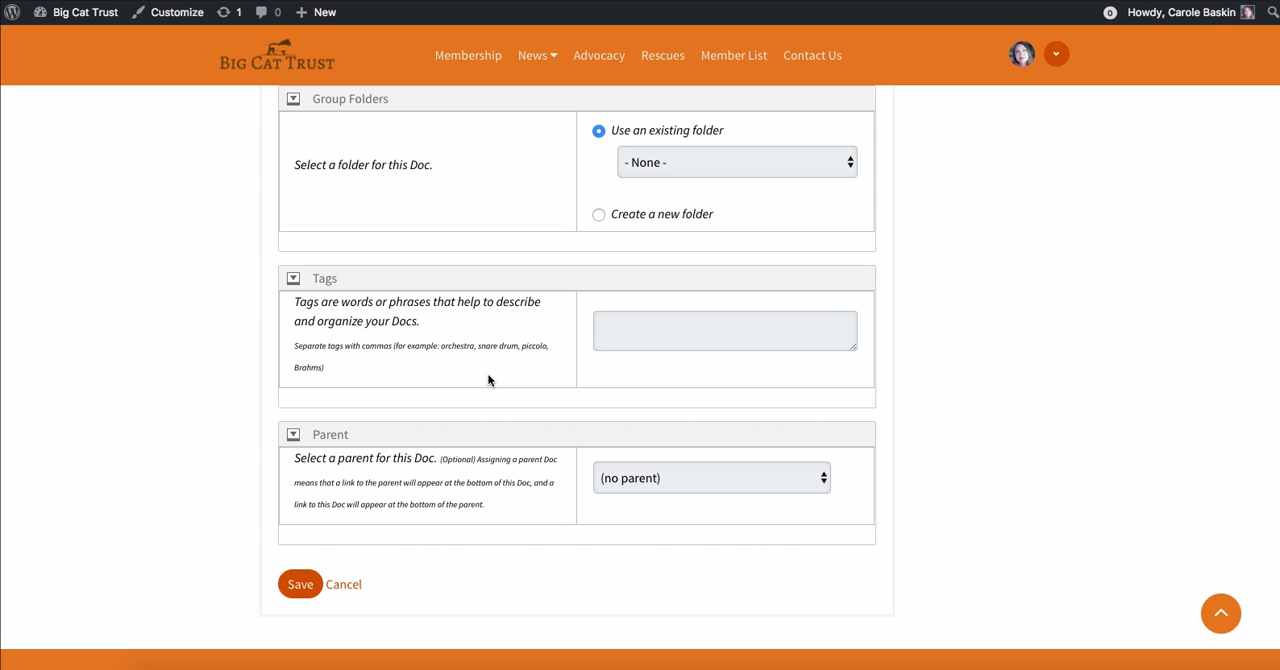 Big Cat Trust Customize 1 0 New 0 Howdy, Carole Baskin
BIG CAT TRUST Membership News Advocacy Rescues Member List Contact Us
Group Folders
Use an existing folder
- None -
Select a folder for this Doc.
Create a new folder
Tags
Tags are words or phrases that help to describe
and organize your Docs.
Separate tags with commas (for example: orchestra, snare drum, piccolo,
Brahms)
Parent
Select a parent for this Doc. (Optional) Assigning a parent Doc
means that a link to the parent will appear at the bottom of this Doc, and a
link to this Doc will appear at the bottom of the parent.
(no parent)
Save Cancel